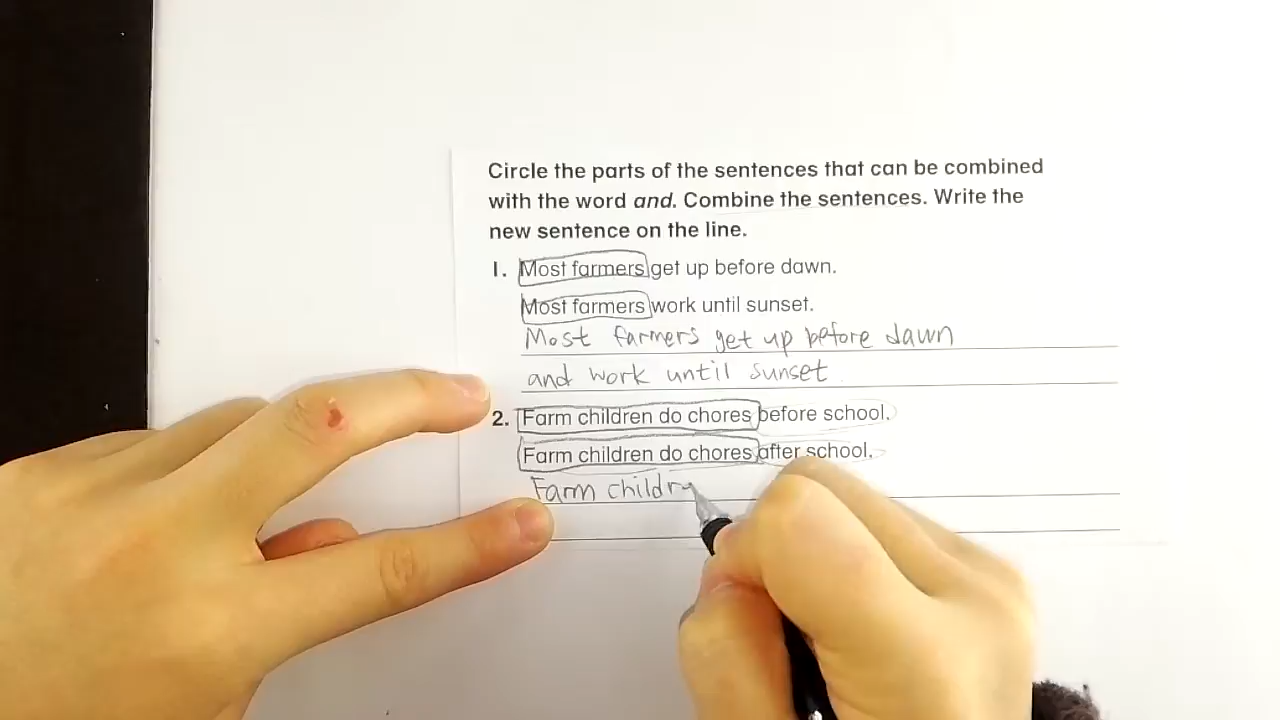 Circle the parts of the sentences that can be combined
with the word and. Combine the sentences. Write the
new sentence on the line.
1. Most farmers get up before dawn.
Most farmers work until sunset.
Most farmers get up before dawn
and work until sunset
2. Farm children do chores before school.
Farm children do chores after school.
Farm childr